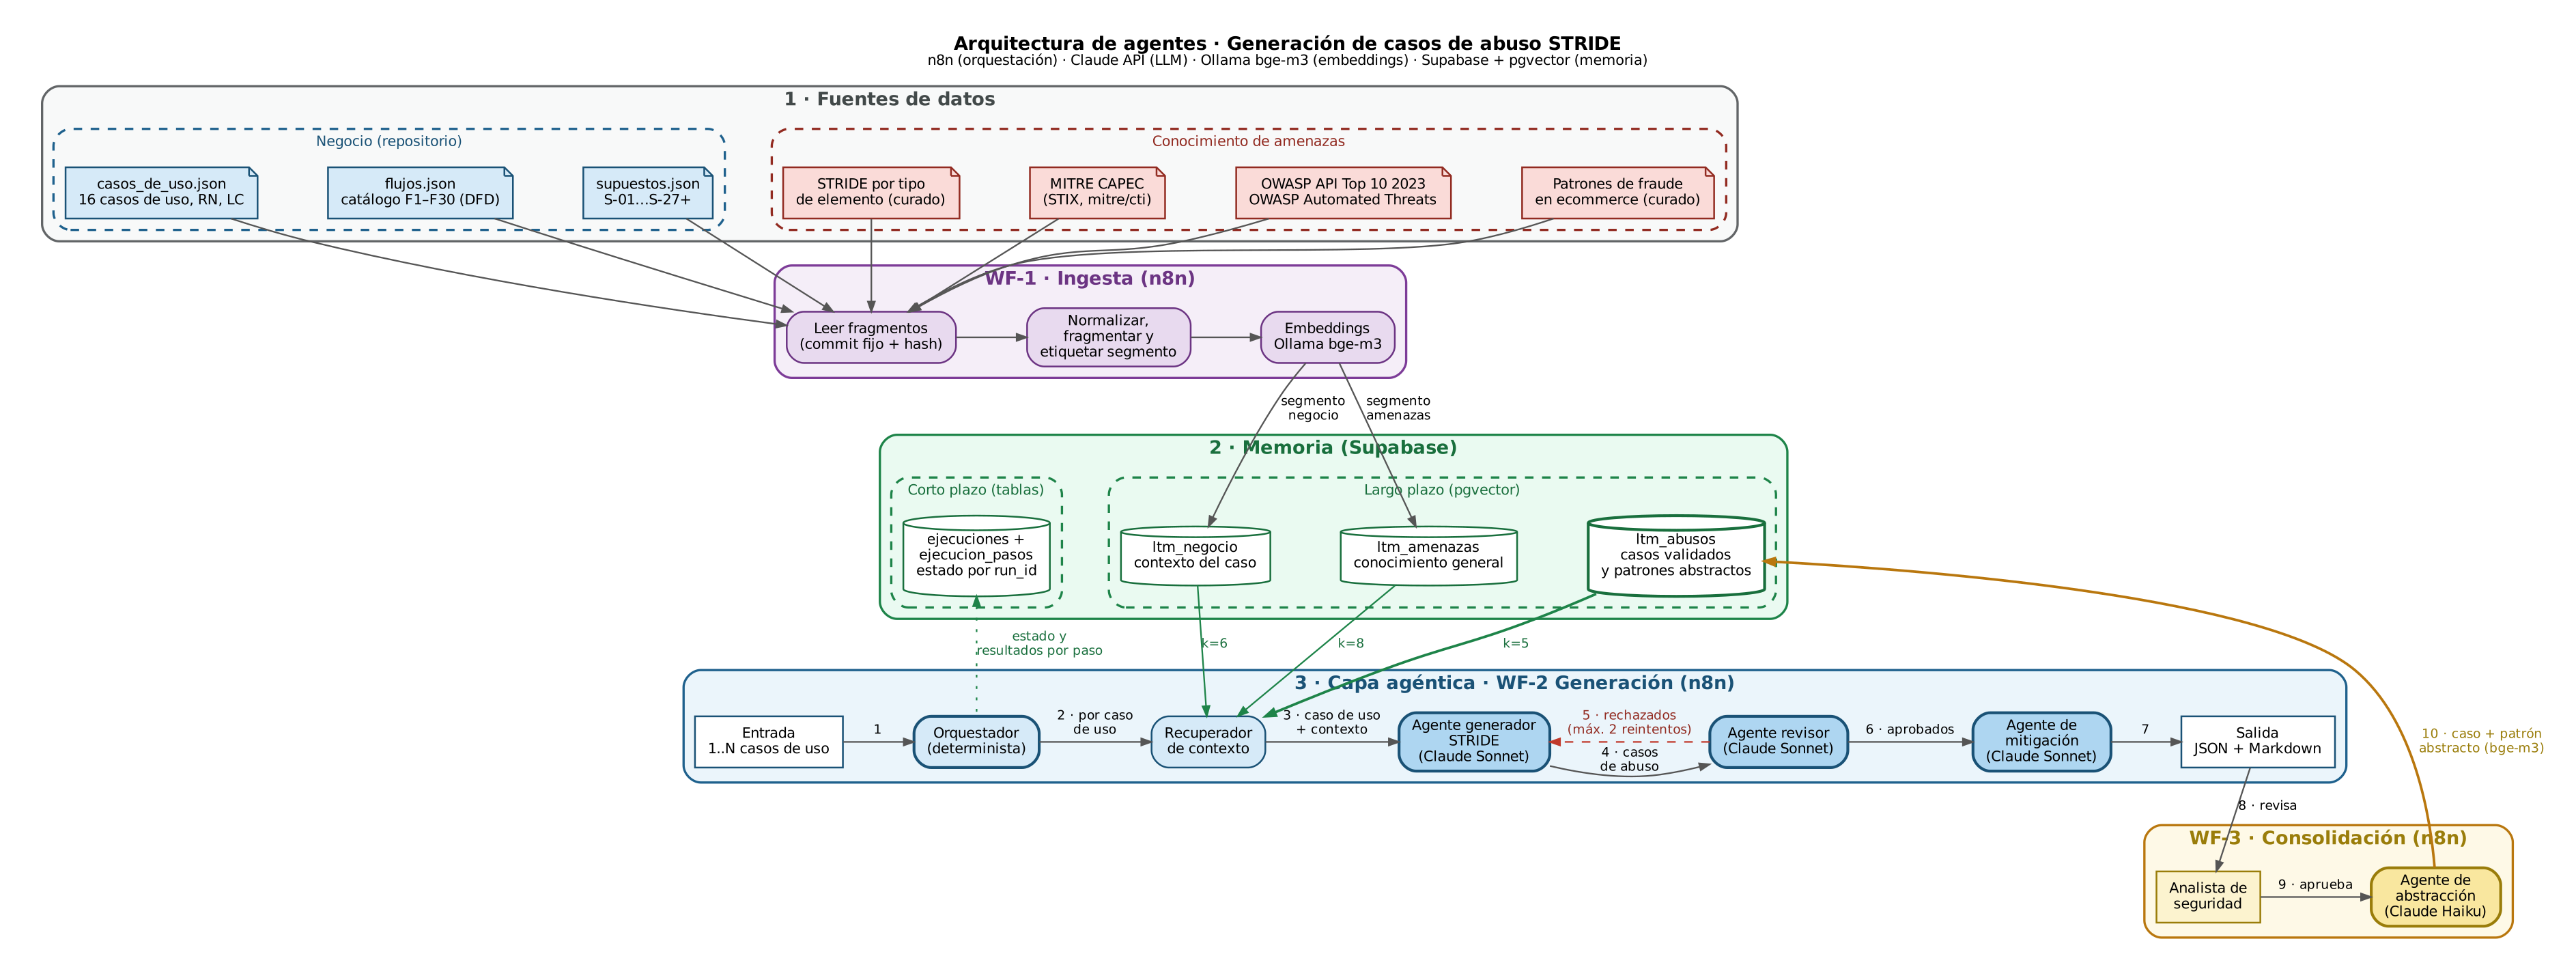 Arquitectura de agentes · Generación de casos de abuso STRIDE
n8n (orquestación) · Claude API (LLM) · Ollama bge-m3 (embeddings) · Supabase + pgvector (memoria)
1 · Fuentes de datos
Negocio (repositorio)
casos_de_uso.json
16 casos de uso, RN, LC
flujos.json
catálogo F1–F30 (DFD)
supuestos.json
S-01…S-27+
Conocimiento de amenazas
STRIDE por tipo
de elemento (curado)
MITRE CAPEC
(STIX, mitre/cti)
OWASP API Top 10 2023
OWASP Automated Threats
Patrones de fraude
en ecommerce (curado)
WF-1 · Ingesta (n8n)
Leer fragmentos
(commit fijo + hash)
Normalizar,
fragmentar y
etiquetar segmento
Embeddings
Ollama bge-m3
segmento
negocio
segmento
amenazas
2 · Memoria (Supabase)
Corto plazo (tablas)
ejecuciones +
ejecucion_pasos
estado por run_id
Largo plazo (pgvector)
ltm_negocio
contexto del caso
ltm_amenazas
conocimiento general
ltm_abusos
casos validados
y patrones abstractos
estado y
resultados por paso
k=6
k=8
k=5
3 · Capa agéntica · WF-2 Generación (n8n)
Entrada
1..N casos de uso
1
Orquestador
(determinista)
2 · por caso
de uso
Recuperador
de contexto
3 · caso de uso
+ contexto
Agente generador
STRIDE
(Claude Sonnet)
5 · rechazados
(máx. 2 reintentos)
4 · casos
de abuso
Agente revisor
(Claude Sonnet)
6 · aprobados
Agente de
mitigación
(Claude Sonnet)
7
Salida
JSON + Markdown
10 · caso + patrón
abstracto (bge-m3)
8 · revisa
WF-3 · Consolidación (n8n)
Analista de
seguridad
9 · aprueba
Agente de
abstracción
(Claude Haiku)